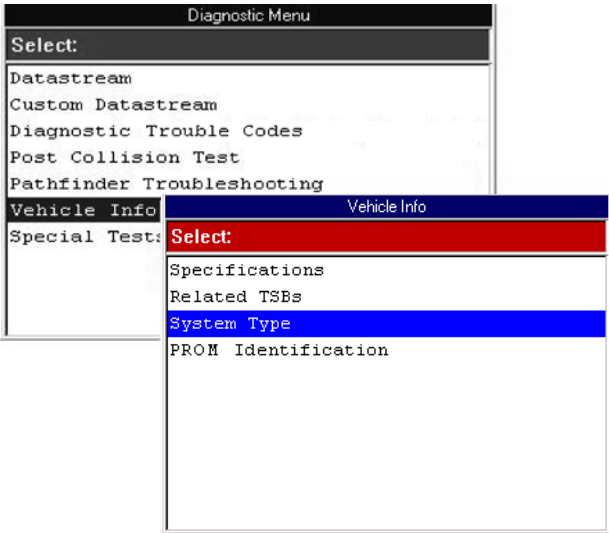 Diagnostic Menu
Select:
Datastream
Custom Datastream
Diagnostic Trouble Codes
Post Collision Test
Pathfinder Troubleshooting
Vehicle Info
Special Tests
Vehicle Info
Select:
Specifications
Related TSBs
System Type
PROM Identification